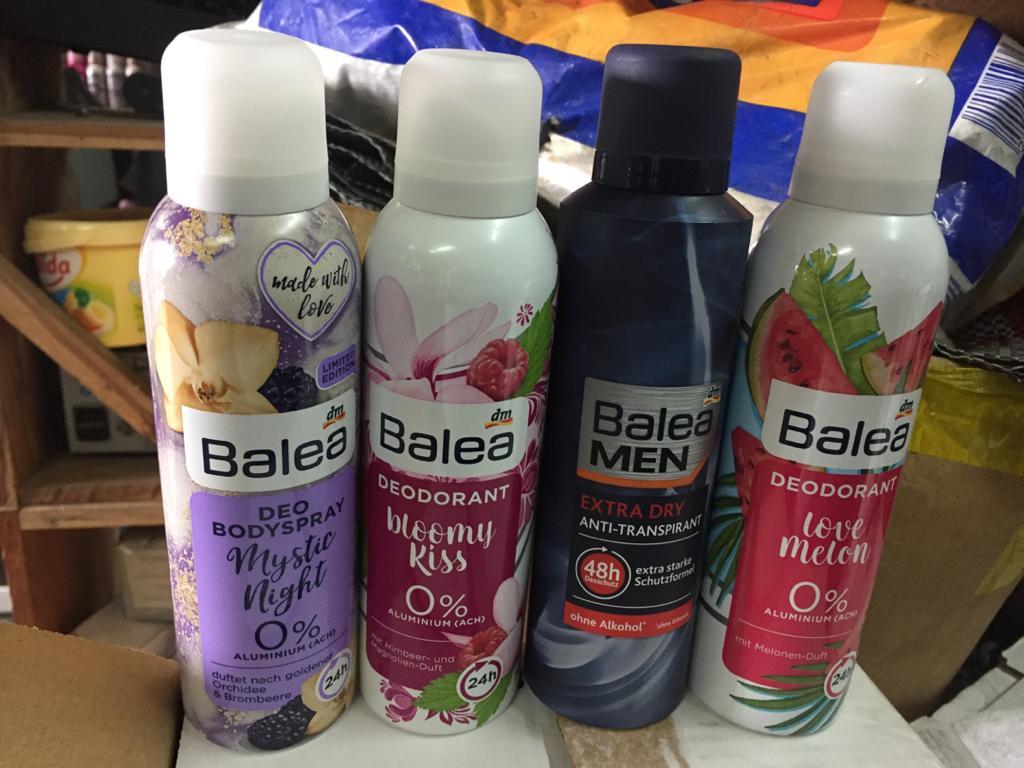 made with
love
LIMITED
EDITION
dm
Balea
DEO
BODYSPRAY
Mystic
Night
0%
ALUMINIUM (ACH)
duftet nach goldener
Orchidee
& Brombeere
24h
dm
Balea
DEODORANT
bloomy
Kiss
0%
ALUMINIUM (ACH)
mit Himbeer- und
Magnolien-Duft
24h
dm
Balea
MEN
EXTRA DRY
ANTI-TRANSPIRANT
48h
Deoschutz
extra starke
Schutzformel
ohne Alkohol*
dm
Balea
DEODORANT
love
melon
0%
ALUMINIUM (ACH)
mit Melonen-Duft
24h